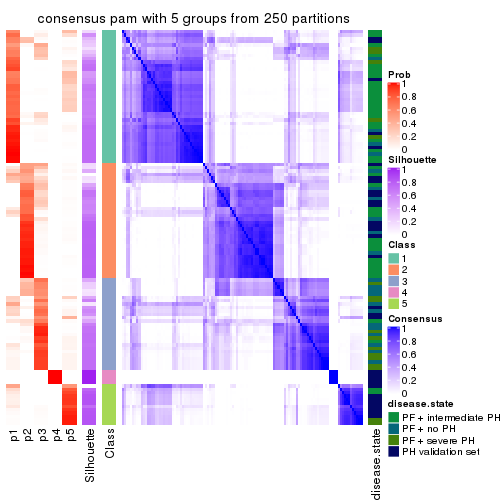 consensus pam with 5 groups from 250 partitions
Prob
1
0.8
0.6
0.4
0.2
0
Silhouette
1
0.8
0.6
0.4
0.2
0
Class
1
2
3
4
5
Consensus
1
0.8
0.6
0.4
0.2
0
disease.state
PF + intermediate PH
PF + no PH
PF + severe PH
PH validation set
p1
p2
p3
p4
p5
Silhouette
Class
disease.state